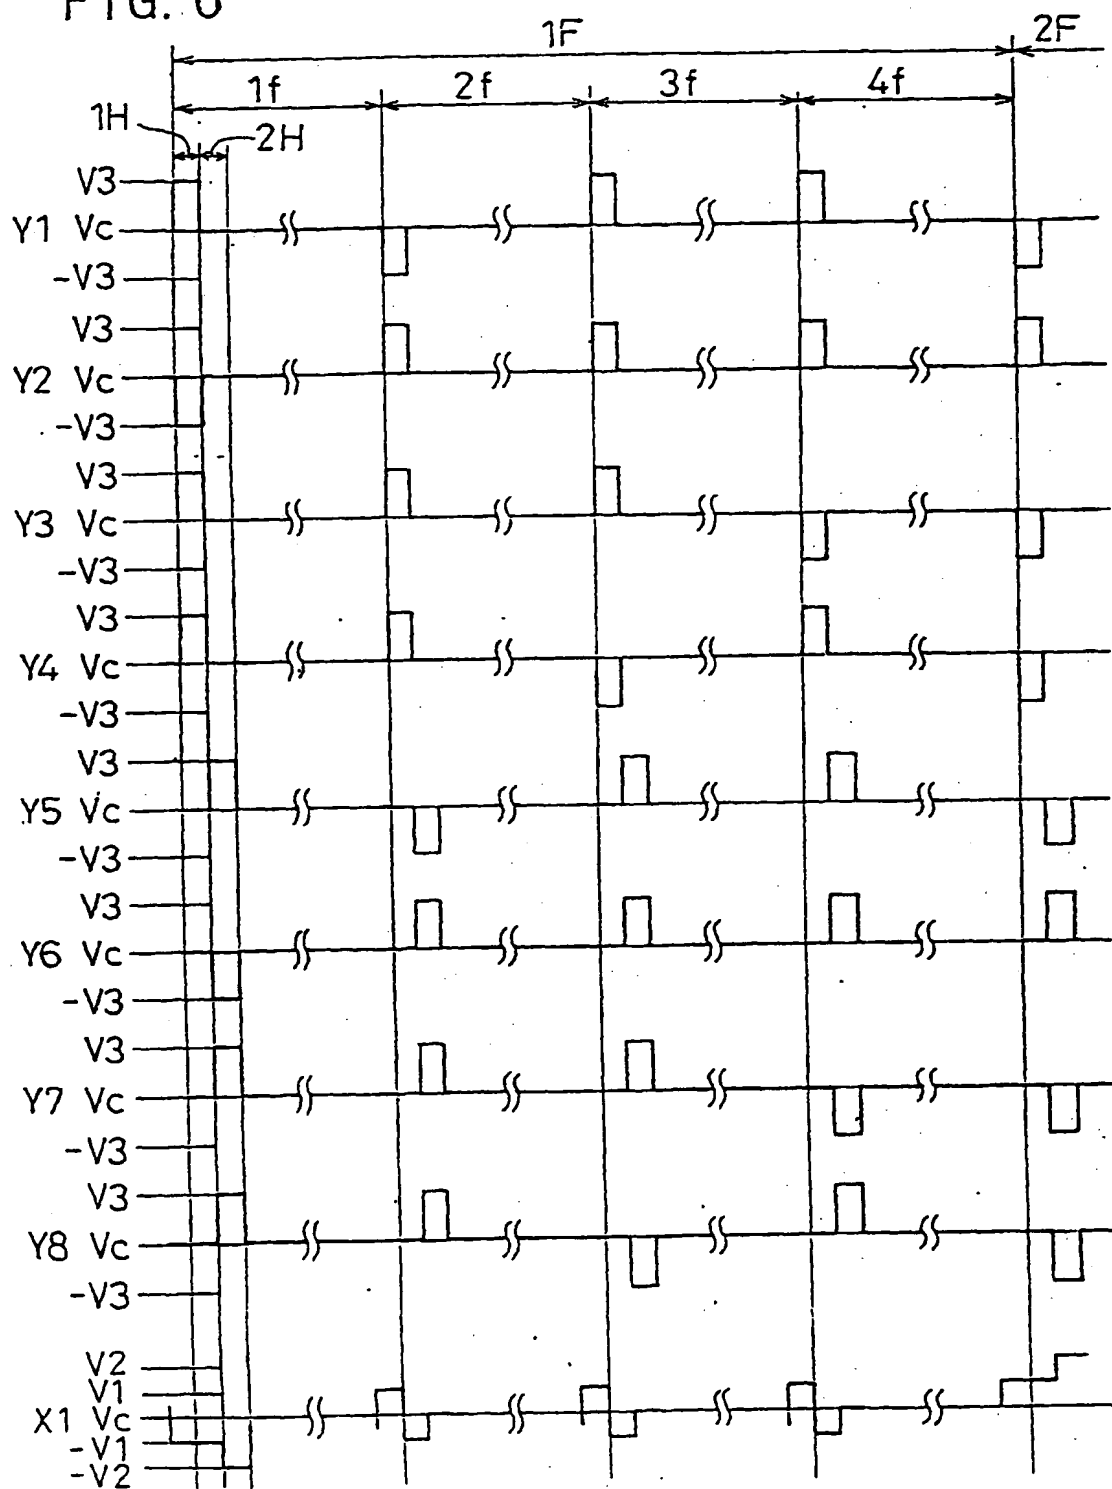 FIG. 6
1F 2F
1f 2f 3f 4f
1H 2H
V3
Y1 Vc
-V3
V3
Y2 Vc
-V3
V3
Y3 Vc
-V3
V3
Y4 Vc
-V3
V3
Y5 Vc
-V3
V3
Y6 Vc
-V3
V3
Y7 Vc
-V3
V3
Y8 Vc
-V3
V2
V1
X1 Vc
-V1
-V2